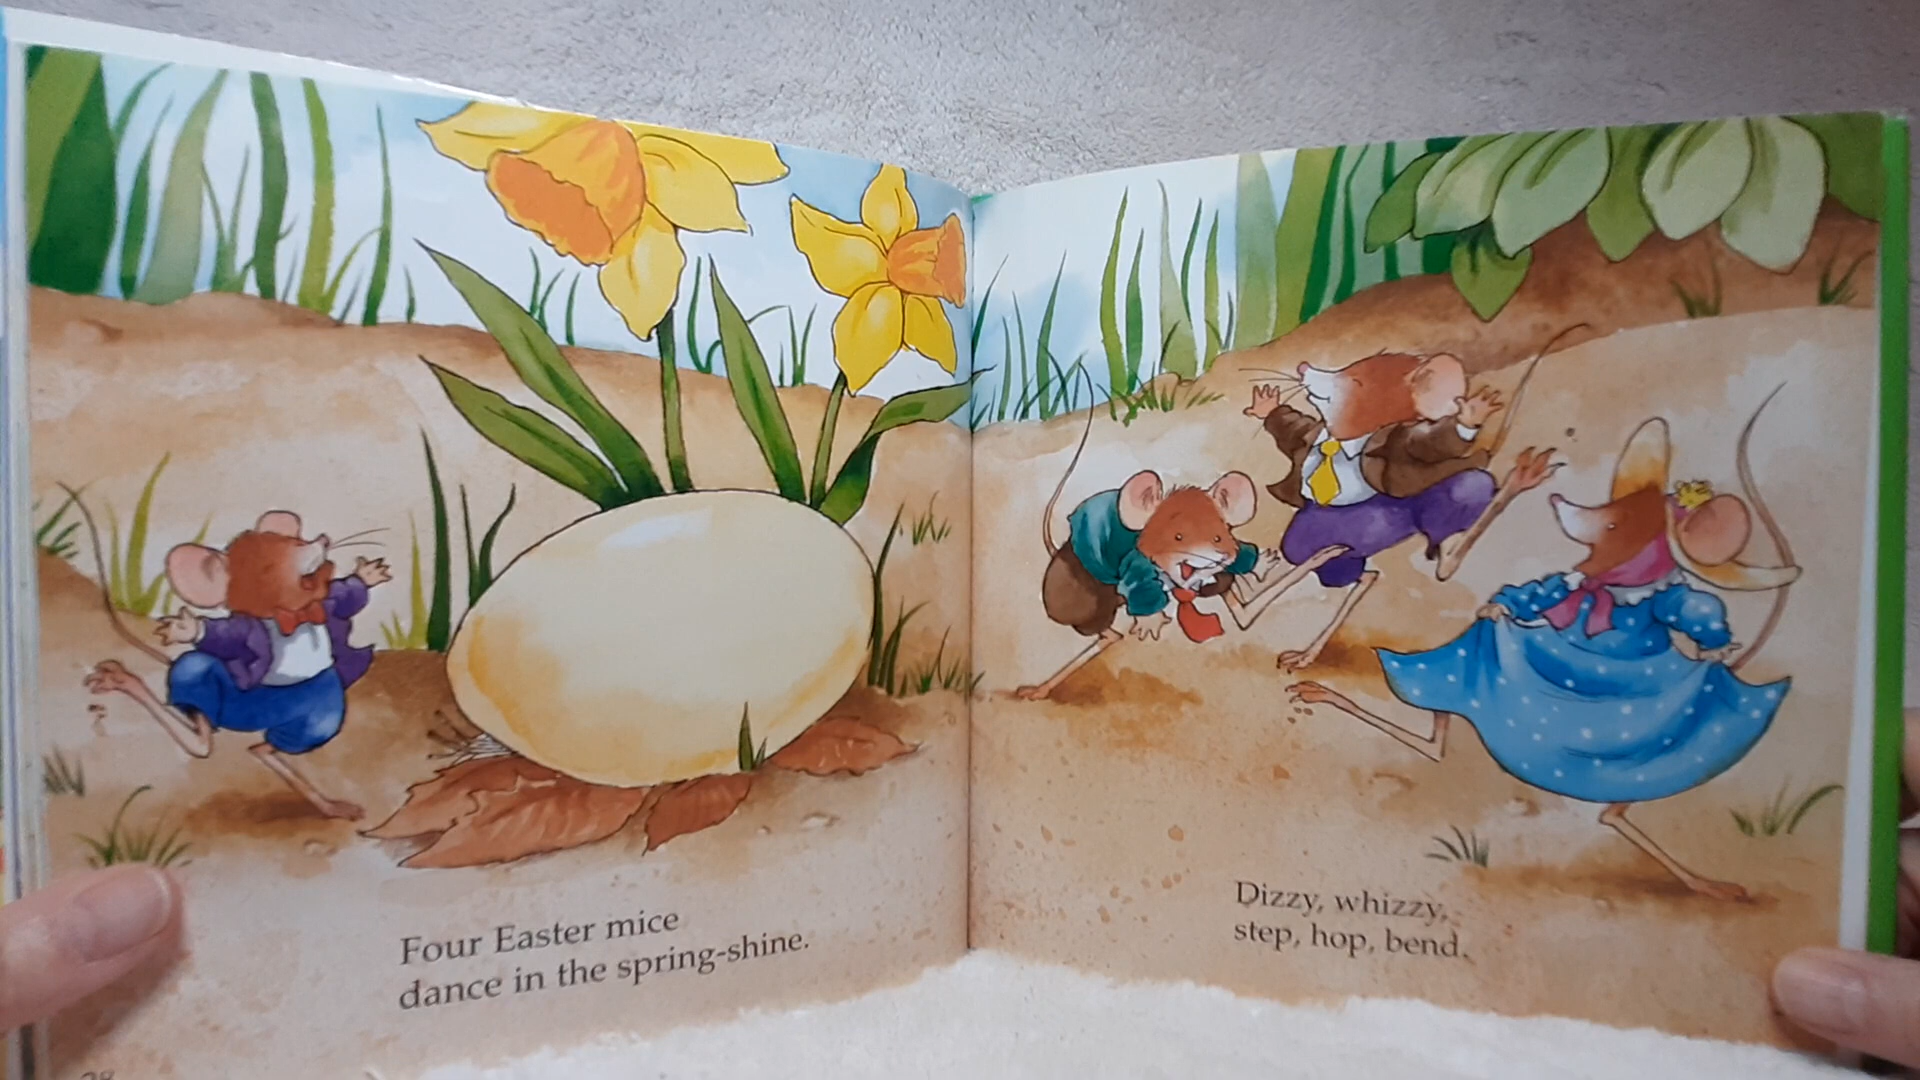 Four Easter mice
dance in the spring-shine.
Dizzy, whizzy,
step, hop, bend.